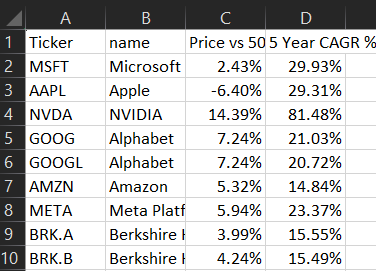 A B C D
1 Ticker name Price vs 50 5 Year CAGR %
2 MSFT Microsoft 2.43% 29.93%
3 AAPL Apple -6.40% 29.31%
4 NVDA NVIDIA 14.39% 81.48%
5 GOOG Alphabet 7.24% 21.03%
6 GOOGL Alphabet 7.24% 20.72%
7 AMZN Amazon 5.32% 14.84%
8 META Meta Platf 5.94% 23.37%
9 BRK.A Berkshire H 3.99% 15.55%
10 BRK.B Berkshire H 4.24% 15.49%